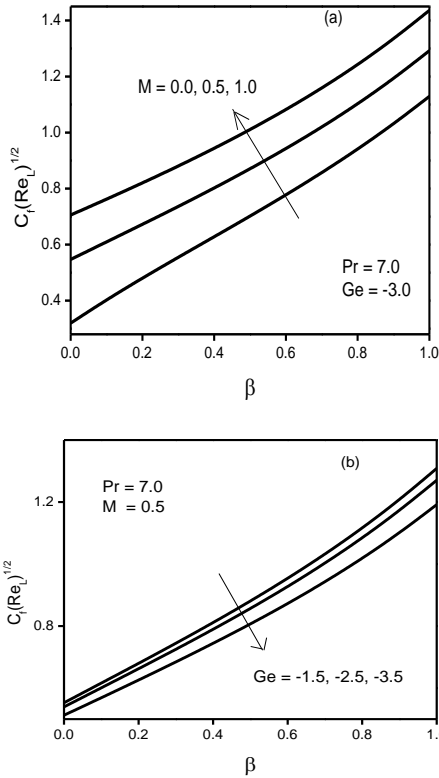 (a)
1.4
M = 0.0, 0.5, 1.0
1.2
1.0
0.8
0.6
0.4
C_f(Re_L)^1/2
Pr = 7.0
Ge = -3.0
0.0 0.2 0.4 0.6 0.8 1.0
β
(b)
Pr = 7.0
M = 0.5
1.2
0.8
C_f(Re_L)^1/2
Ge = -1.5, -2.5, -3.5
0.0 0.2 0.4 0.6 0.8 1.
β